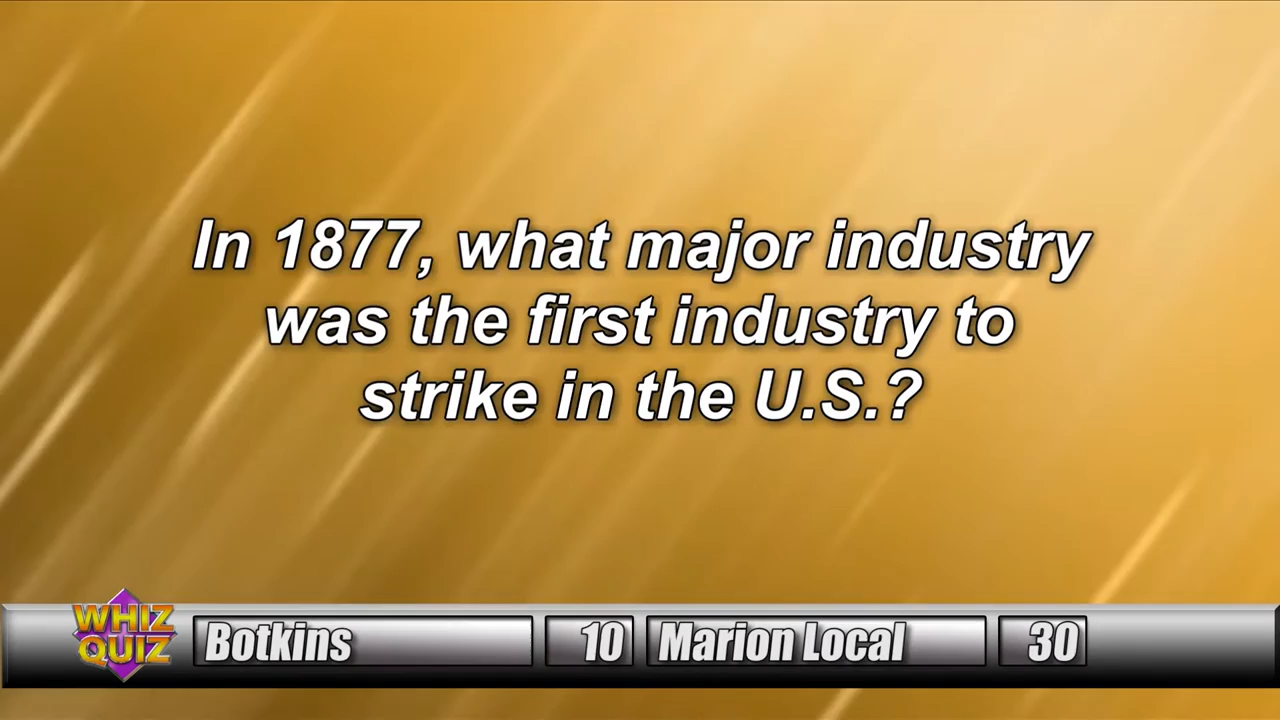 In 1877, what major industry
was the first industry to
strike in the U.S.?
WHIZ
QUIZ
Botkins 10 Marion Local 30